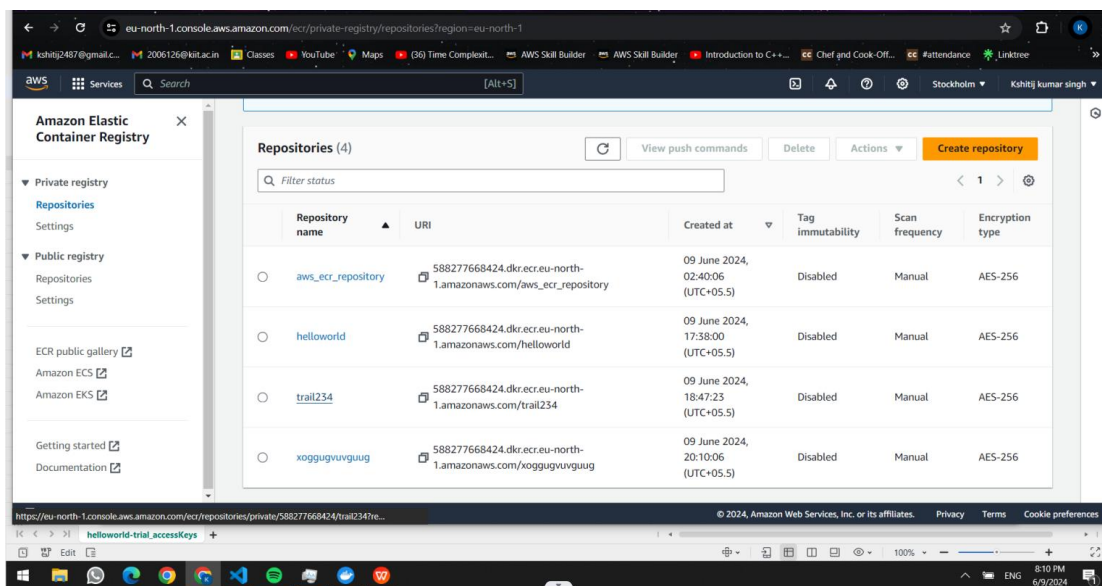 eu-north-1.console.aws.amazon.com/ecr/private-registry/repositories?region=eu-north-1
K
kshitij2487@gmail.c... 2006126@kiit.ac.in Classes YouTube Maps (36) Time Complexit... AWS Skill Builder AWS Skill Builder Introduction to C++... Chef and Cook-Off... #attendance Linktree »
aws Services Search [Alt+S] Stockholm Kshitij kumar singh
Amazon Elastic
Container Registry
Private registry
Repositories
Settings
Public registry
Repositories
Settings
ECR public gallery
Amazon ECS
Amazon EKS
Getting started
Documentation
Repositories (4)
View push commands Delete Actions Create repository
Filter status
< 1 >
Repository
name
URI
Created at
Tag
immutability
Scan
frequency
Encryption
type
aws_ecr_repository
588277668424.dkr.ecr.eu-north-
1.amazonaws.com/aws_ecr_repository
09 June 2024,
02:40:06
(UTC+05.5)
Disabled
Manual
AES-256
helloworld
588277668424.dkr.ecr.eu-north-
1.amazonaws.com/helloworld
09 June 2024,
17:38:00
(UTC+05.5)
Disabled
Manual
AES-256
trail234
588277668424.dkr.ecr.eu-north-
1.amazonaws.com/trail234
09 June 2024,
18:47:23
(UTC+05.5)
Disabled
Manual
AES-256
xoggugvuvguug
588277668424.dkr.ecr.eu-north-
1.amazonaws.com/xoggugvuvguug
09 June 2024,
20:10:06
(UTC+05.5)
Disabled
Manual
AES-256
https://eu-north-1.console.aws.amazon.com/ecr/repositories/private/588277668424/trail234?re...
© 2024, Amazon Web Services, Inc. or its affiliates. Privacy Terms Cookie preferences
helloworld-trial_accessKeys +
Edit
100% - +
ENG
8:10 PM
6/9/2024